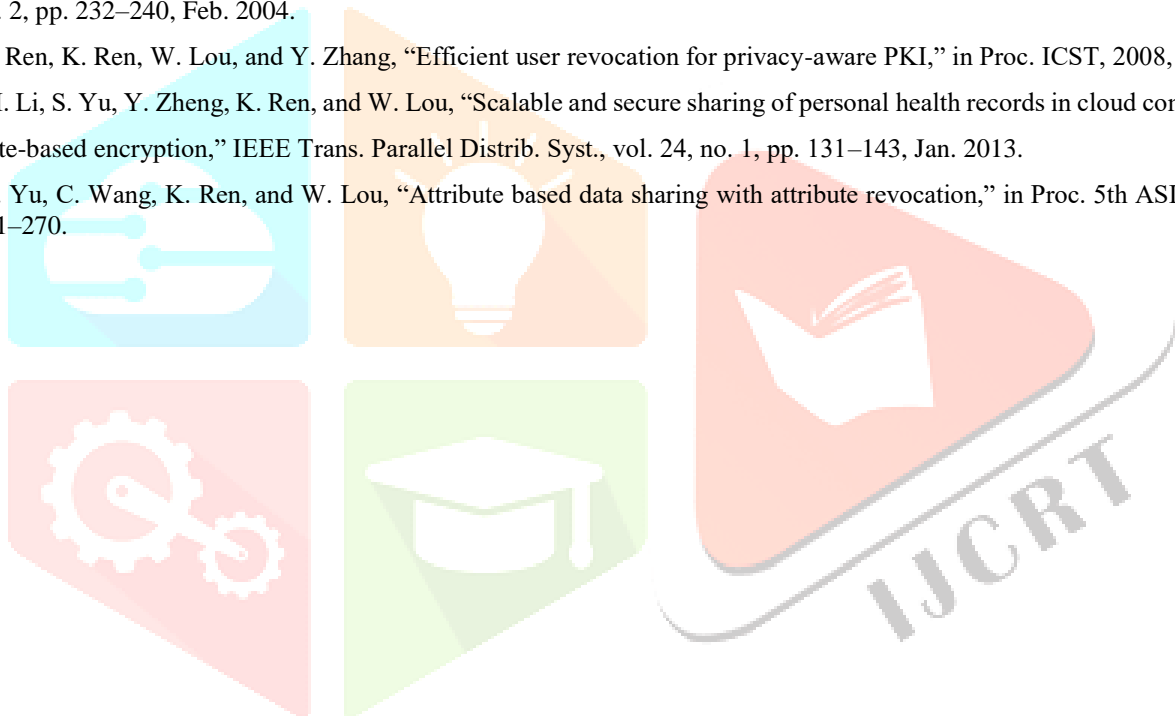 . 2, pp. 232–240, Feb. 2004.
Ren, K. Ren, W. Lou, and Y. Zhang, “Efficient user revocation for privacy-aware PKI,” in Proc. ICST, 2008,
. Li, S. Yu, Y. Zheng, K. Ren, and W. Lou, “Scalable and secure sharing of personal health records in cloud
te-based encryption,” IEEE Trans. Parallel Distrib. Syst., vol. 24, no. 1, pp. 131–143, Jan. 2013.
Yu, C. Wang, K. Ren, and W. Lou, “Attribute based data sharing with attribute revocation,” in Proc. 5th
–270.
IJCRT